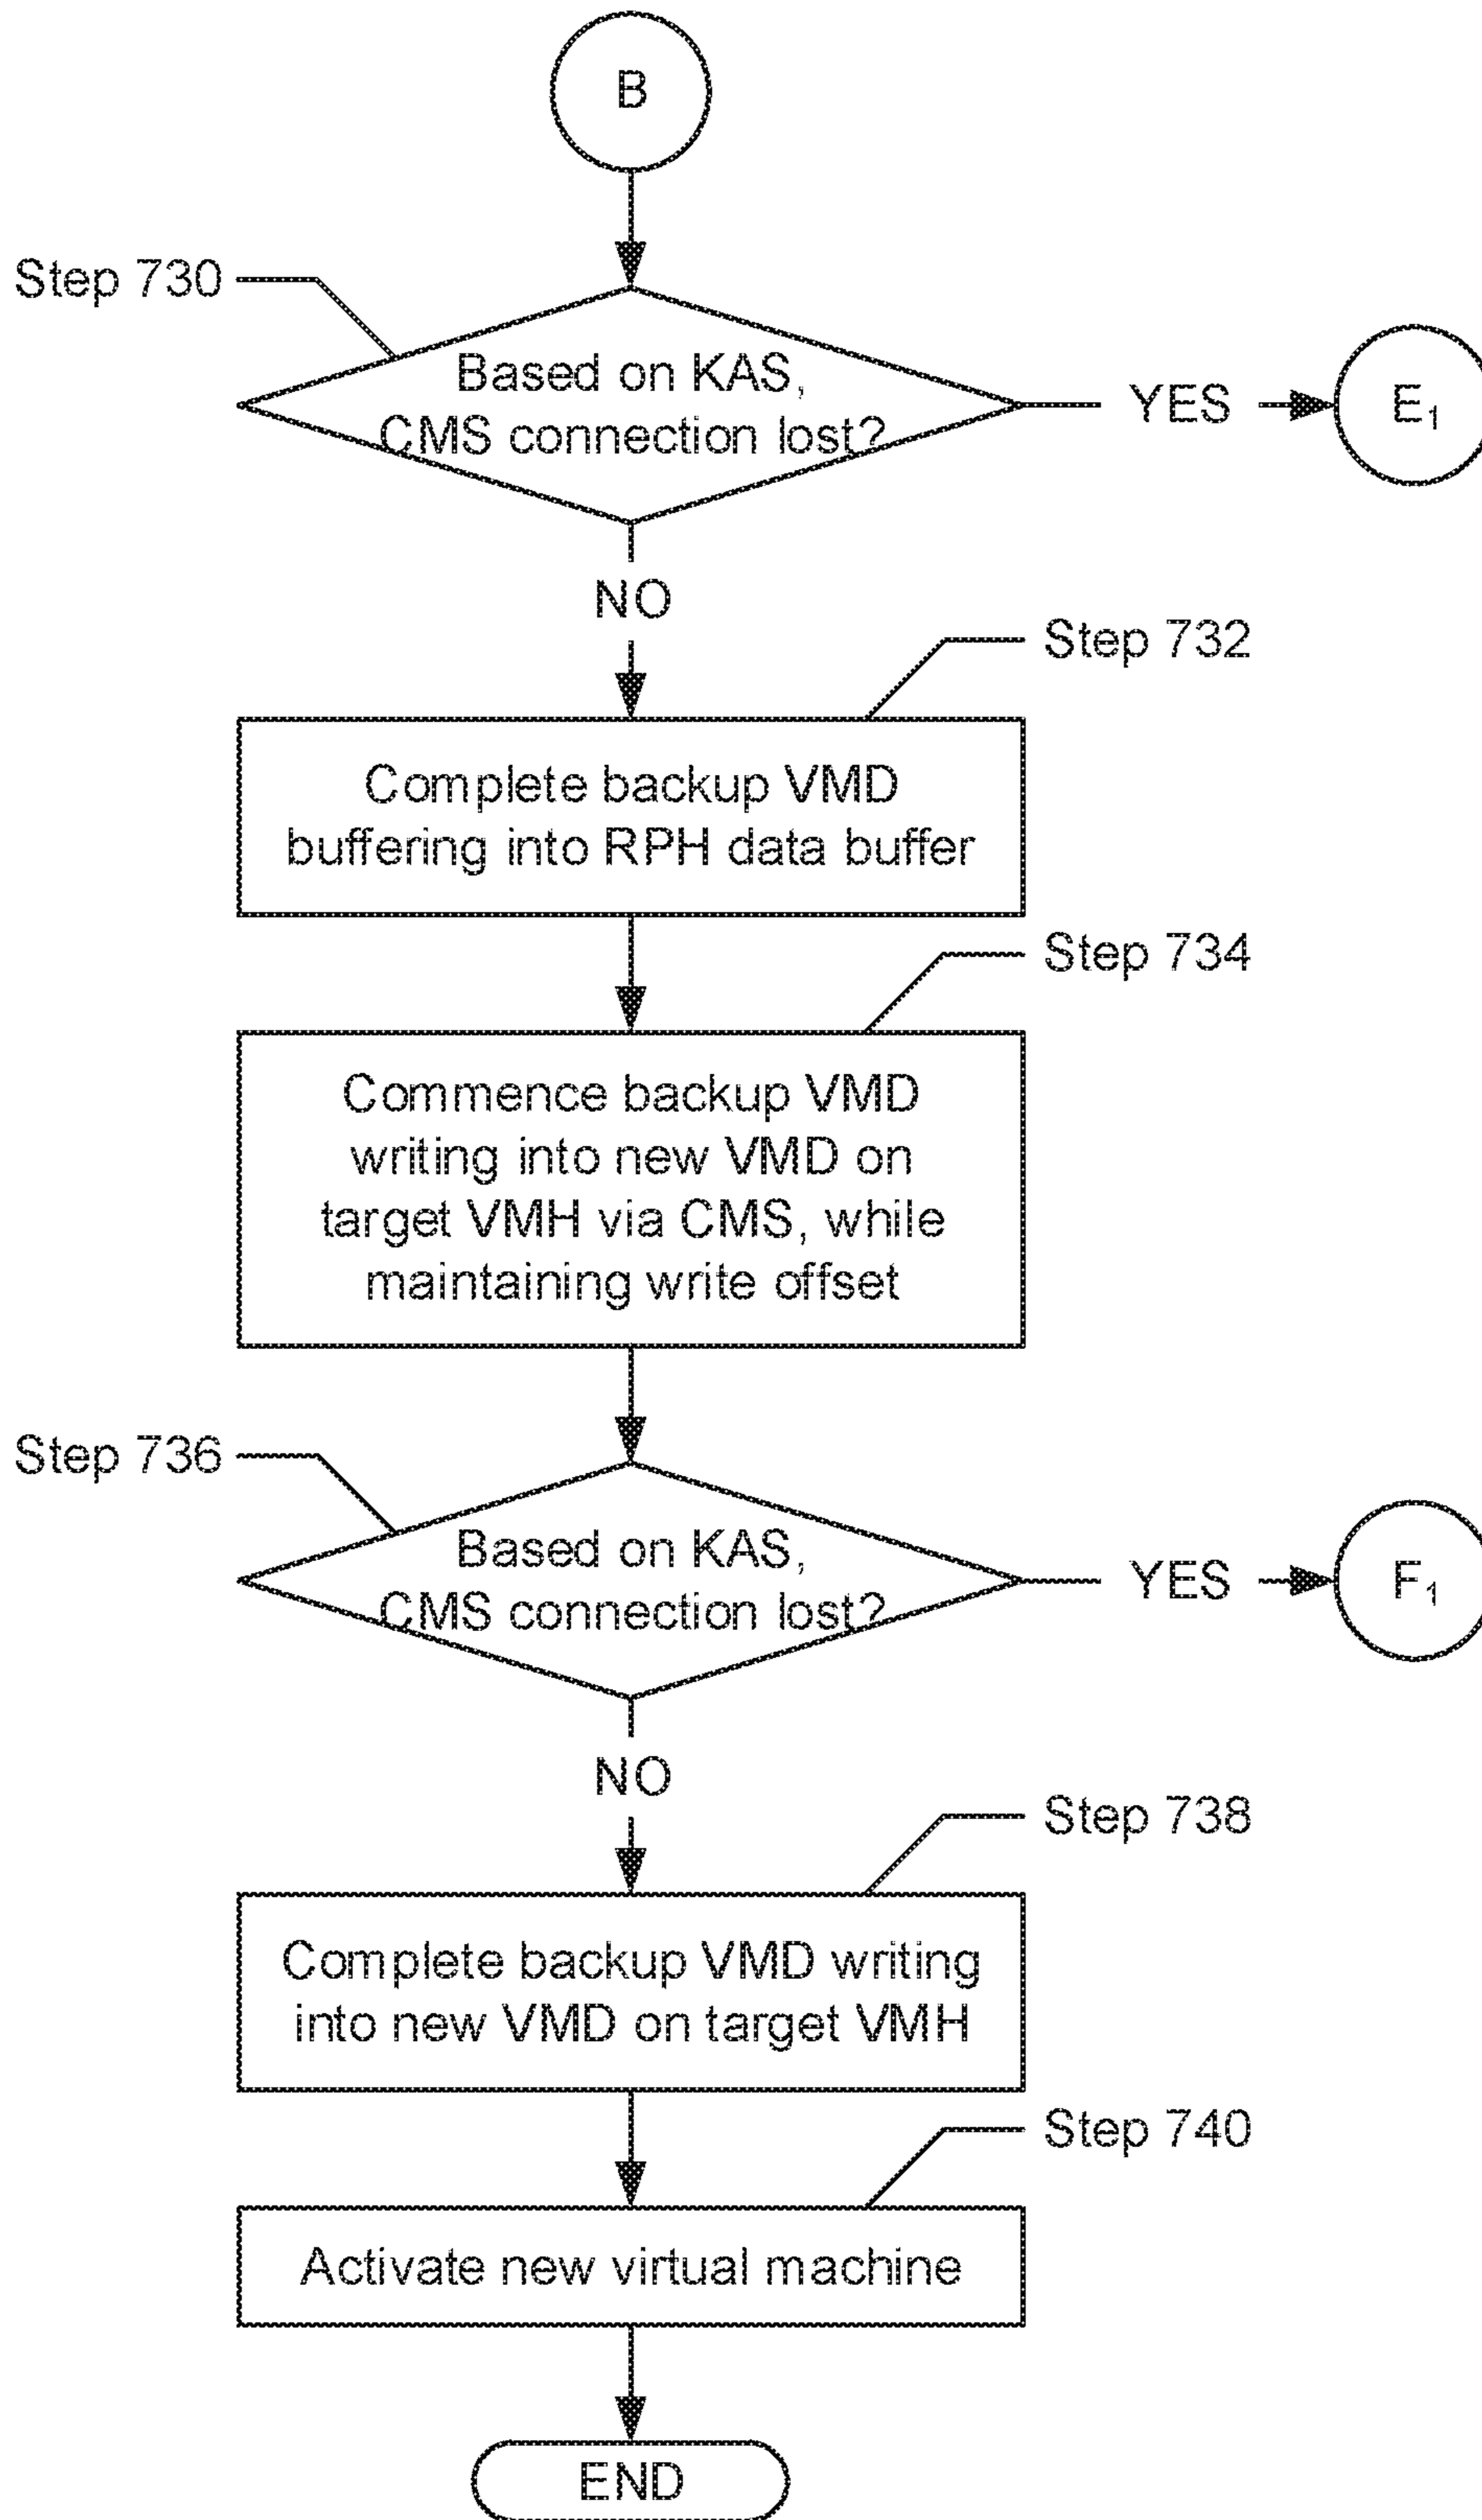 B
Step 730
Based on KAS,
CMS connection lost?
YES
E₁
NO
Step 732
Complete backup VMD
buffering into RPH data buffer
Step 734
Commence backup VMD
writing into new VMD on
target VMH via CMS, while
maintaining write offset
Step 736
Based on KAS,
CMS connection lost?
YES
F₁
NO
Step 738
Complete backup VMD writing
into new VMD on target VMH
Step 740
Activate new virtual machine
END